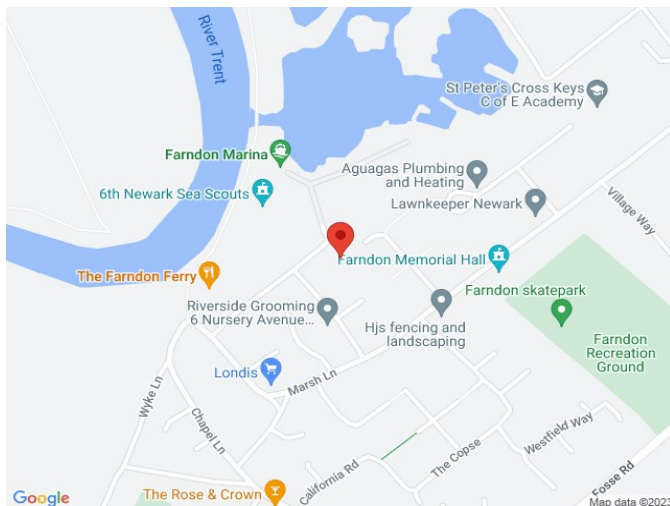 River Trent
St Peter's Cross Keys
C of E Academy
Farndon Marina
Aguagas Plumbing
and Heating
6th Newark Sea Scouts
Lawnkeeper Newark
Village Way
Farndon Memorial Hall
The Farndon Ferry
Farndon skatepark
Riverside Grooming
6 Nursery Avenue...
Hjs fencing and
landscaping
Farndon
Recreation
Ground
Londis
Marsh Ln
Wyke Ln
Chapel Ln
Westfield Way
The Copse
California Rd
Fosse Rd
The Rose & Crown
Google
Map data ©2023